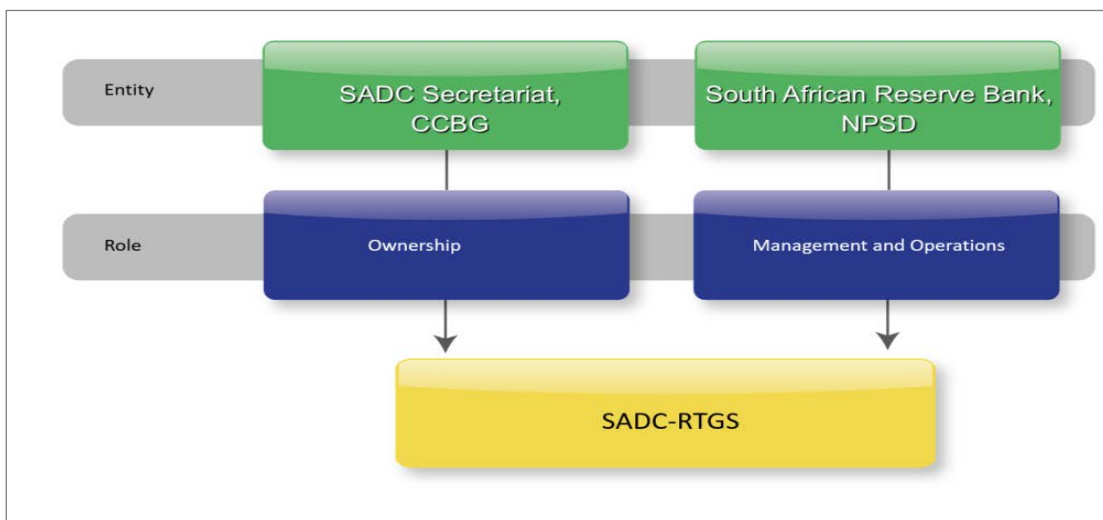 Entity
SADC Secretariat,
CCBG
South African Reserve Bank,
NPSD
Role
Ownership
Management and Operations
SADC-RTGS